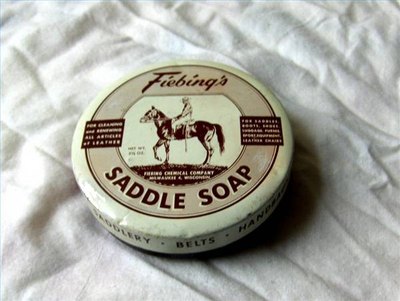 Fiebing's
FOR CLEANING
and RENEWING
ALL ARTICLES
of LEATHER
FOR SADDLES,
BOOTS, SHOES,
LUGGAGE, PURSES,
SPORT EQUIPMENT,
LEATHER CHAIRS
NET WT.
OZ.
FIEBING CHEMICAL COMPANY
MILWAUKEE 4, WISCONSIN
SADDLE SOAP
SADDLERY · BELTS ·